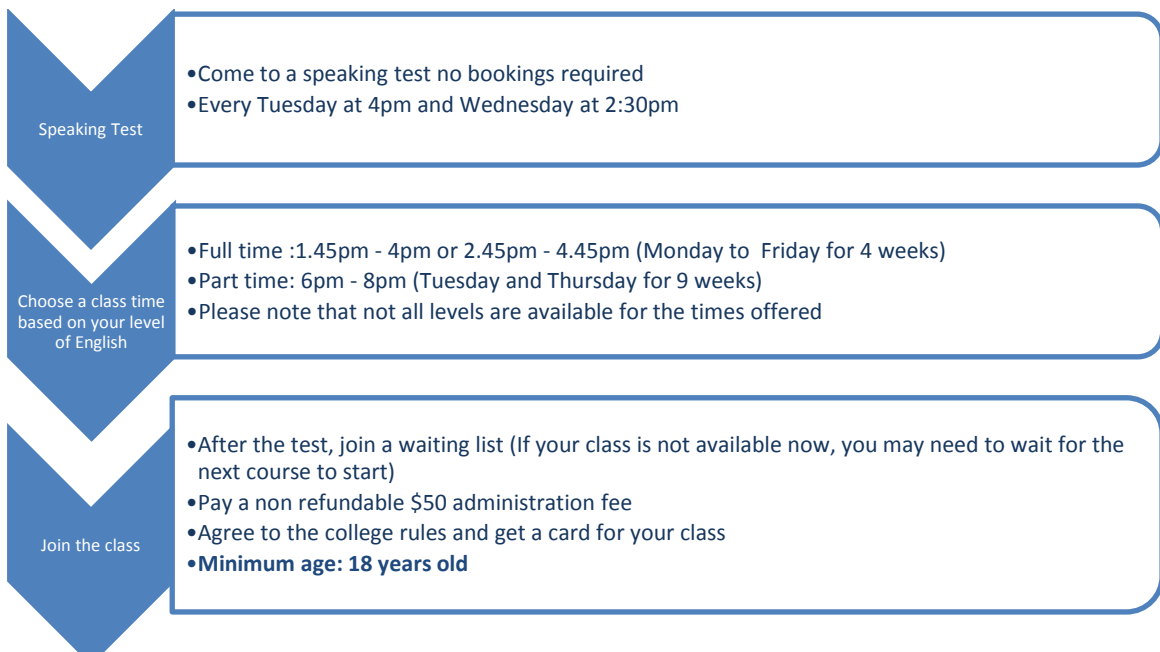 Speaking Test
•Come to a speaking test no bookings required
•Every Tuesday at 4pm and Wednesday at 2:30pm
Choose a class time
based on your level
of English
•Full time :1.45pm - 4pm or 2.45pm - 4.45pm (Monday to  Friday for 4 weeks)
•Part time: 6pm - 8pm (Tuesday and Thursday for 9 weeks)
•Please note that not all levels are available for the times offered
Join the class
•After the test, join a waiting list (If your class is not available now, you may need to wait for the
next course to start)
•Pay a non refundable $50 administration fee
•Agree to the college rules and get a card for your class
•Minimum age: 18 years old